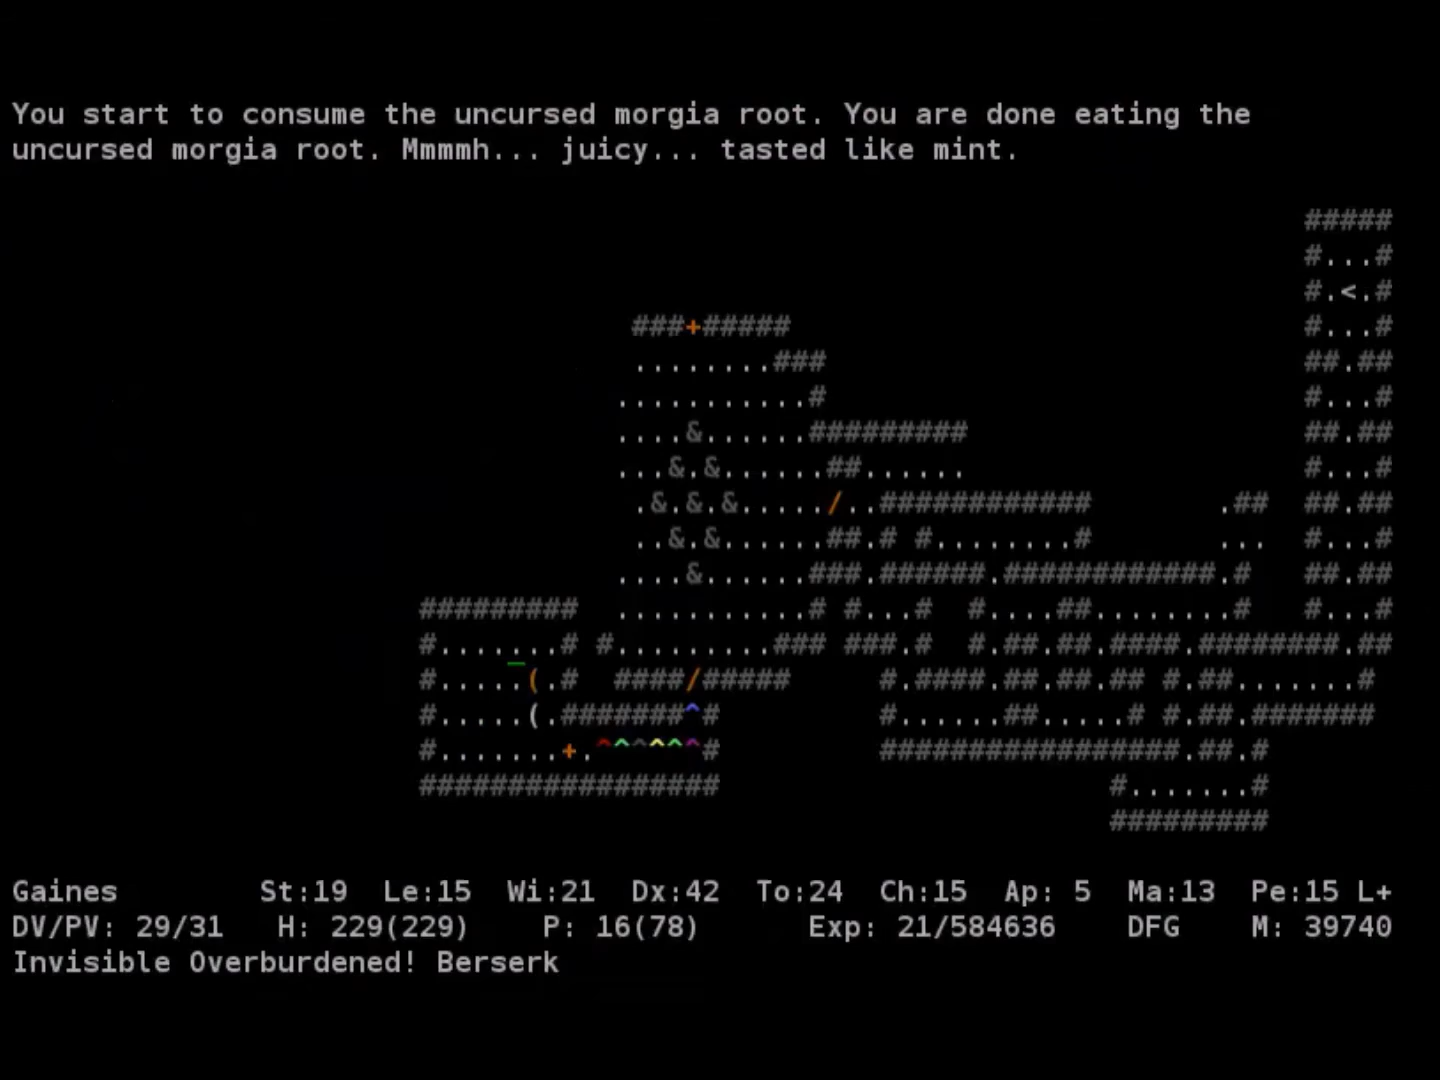 You start to consume the uncursed morgia root. You are done eating the
uncursed morgia root. Mmmmh... juicy... tasted like mint.
#####
#...#
#.<.#
###+##### #...#
........### ##.##
...........# #...#
....&......######### ##.##
...&.&......##...... #...#
.&.&.&...../..############ .## ##.##
..&.&......##.# #........# ... #...#
....&......###.######.############.# ##.##
######### ...........# #...# #....##........# #...#
#.......# #.........### ###.# #.##.##.####.########.##
#....._(.# ####/##### #.####.##.##.## #.##.......#
#.....(.#######^# #......##.....# #.##.#######
#.......+.^^^^^^# #################.##.#
################# #.......#
#########
Gaines St:19 Le:15 Wi:21 Dx:42 To:24 Ch:15 Ap: 5 Ma:13 Pe:15 L+
DV/PV: 29/31 H: 229(229) P: 16(78) Exp: 21/584636 DFG M: 39740
Invisible Overburdened! Berserk